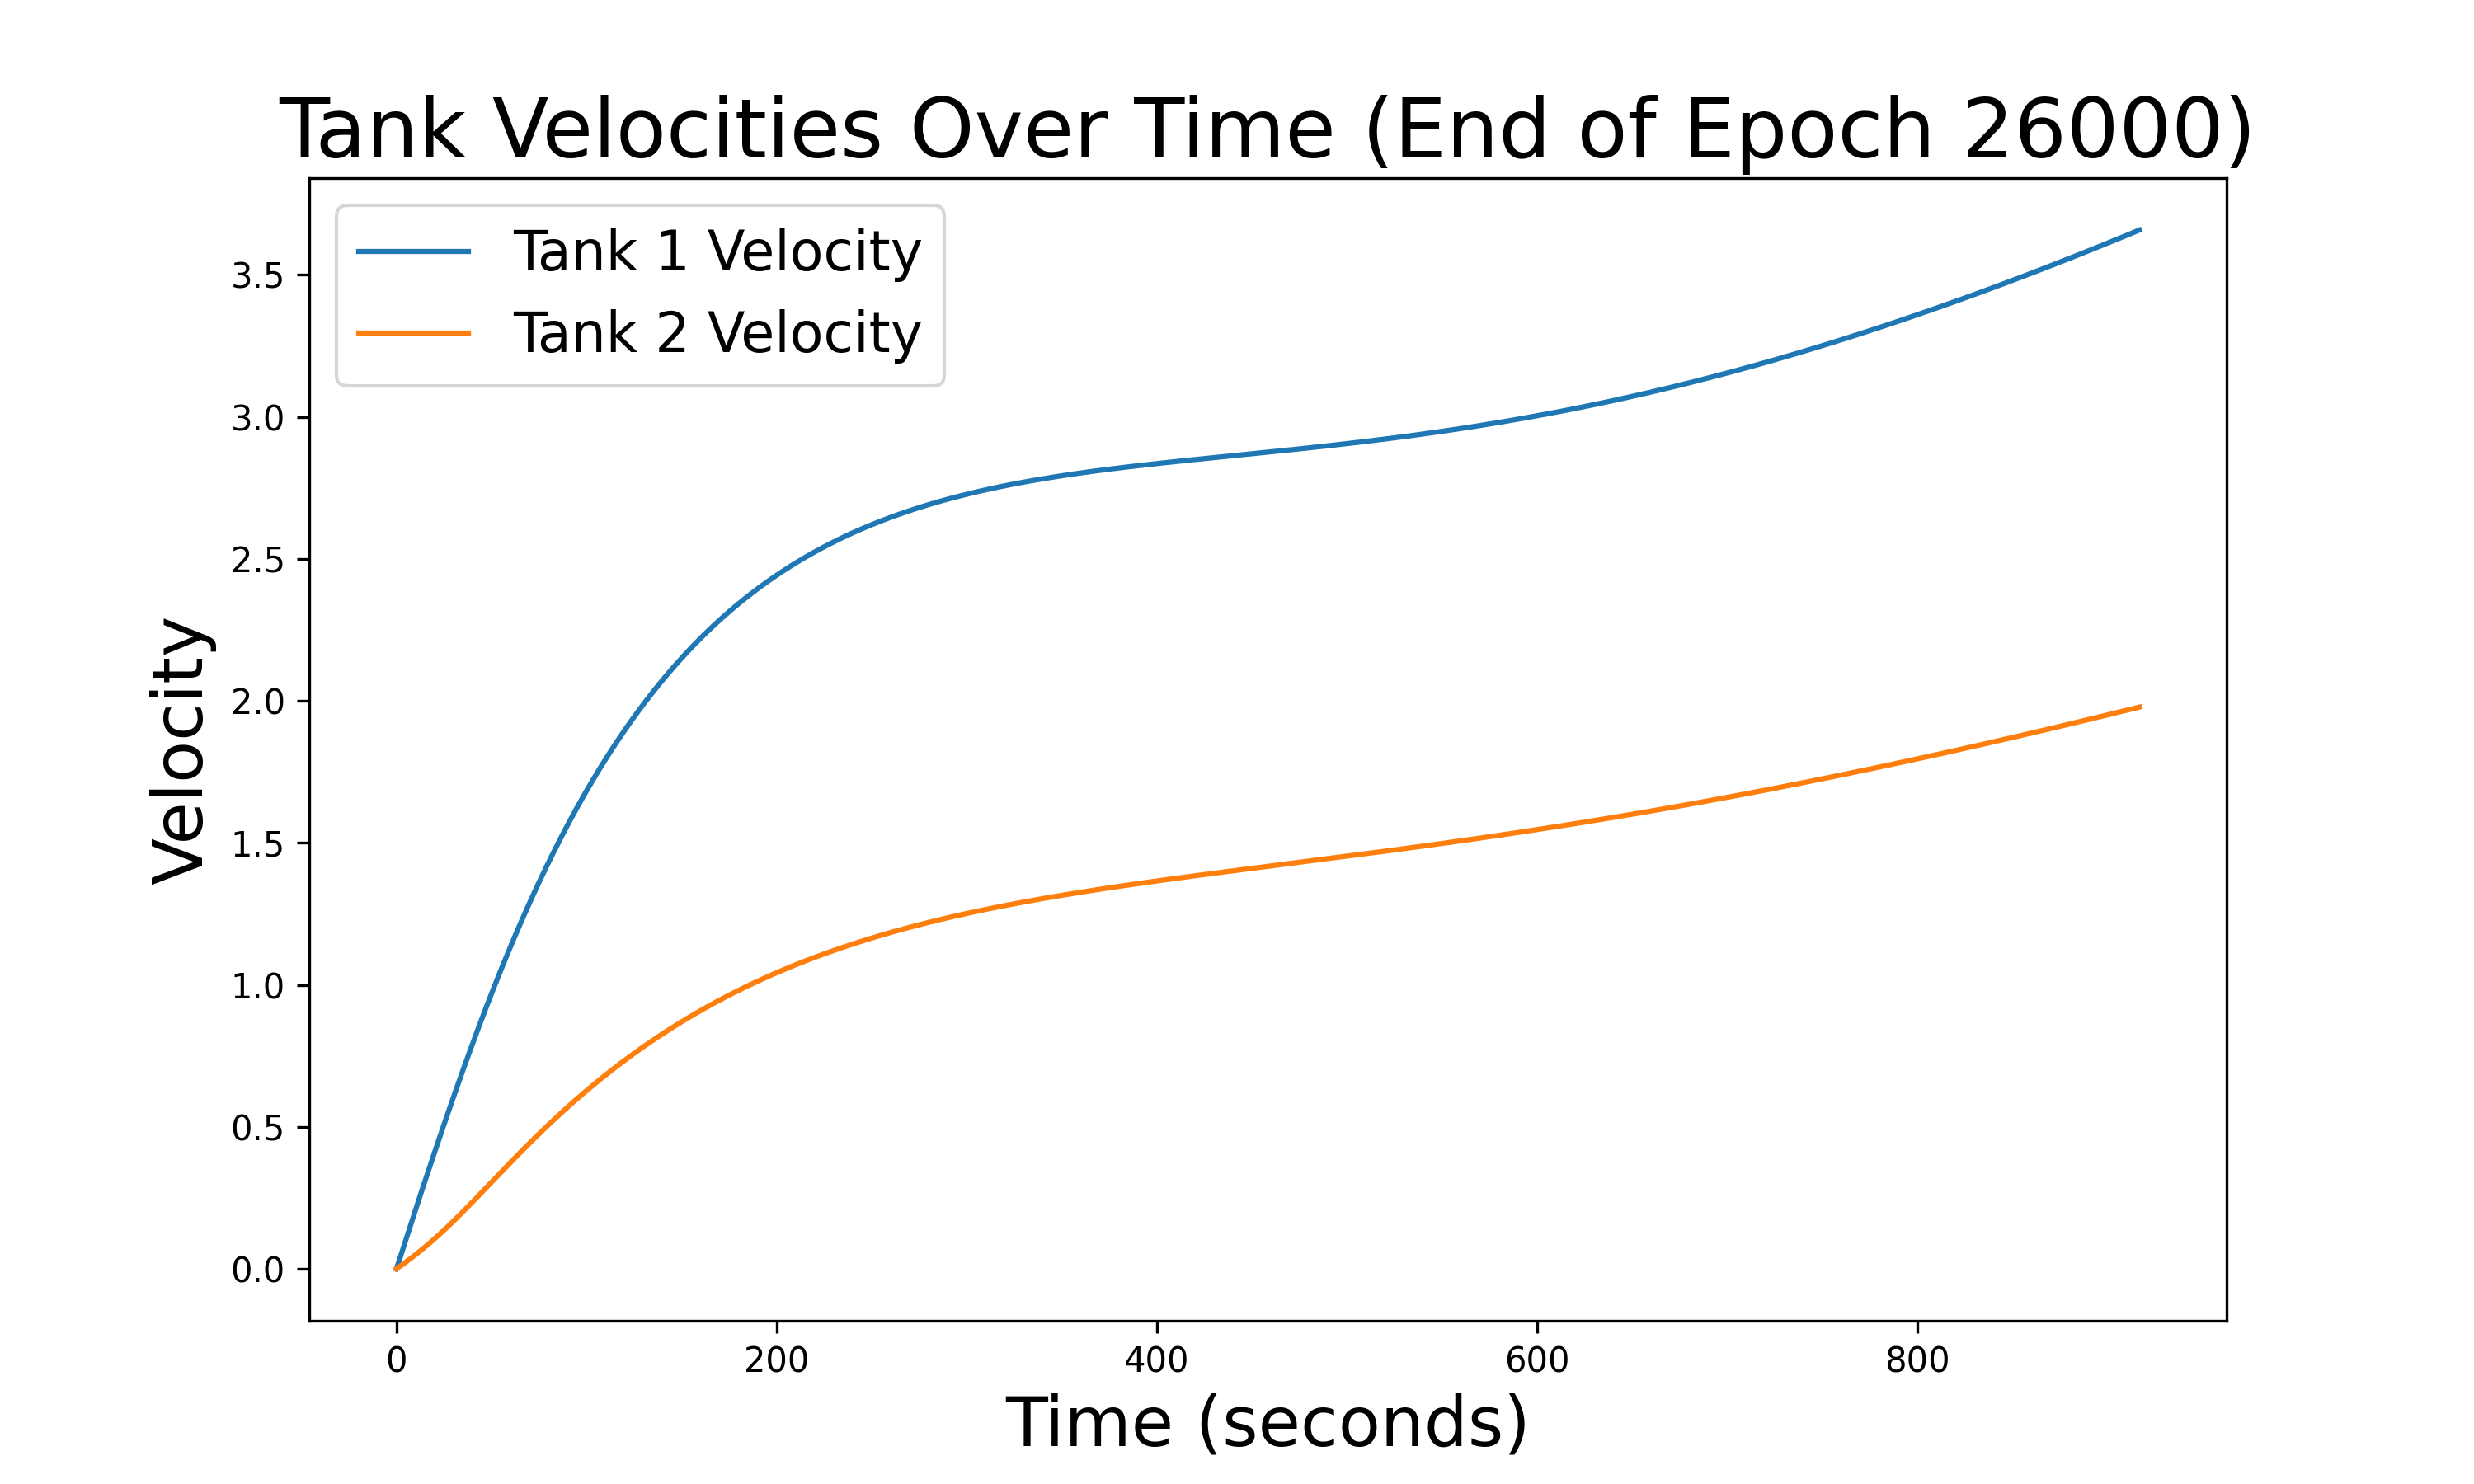 Tank Velocities Over Time (End of Epoch 26000)
Tank 1 Velocity
Tank 2 Velocity
Velocity
3.5
3.0
2.5
2.0
1.5
1.0
0.5
0.0
0 200 400 600 800
Time (seconds)